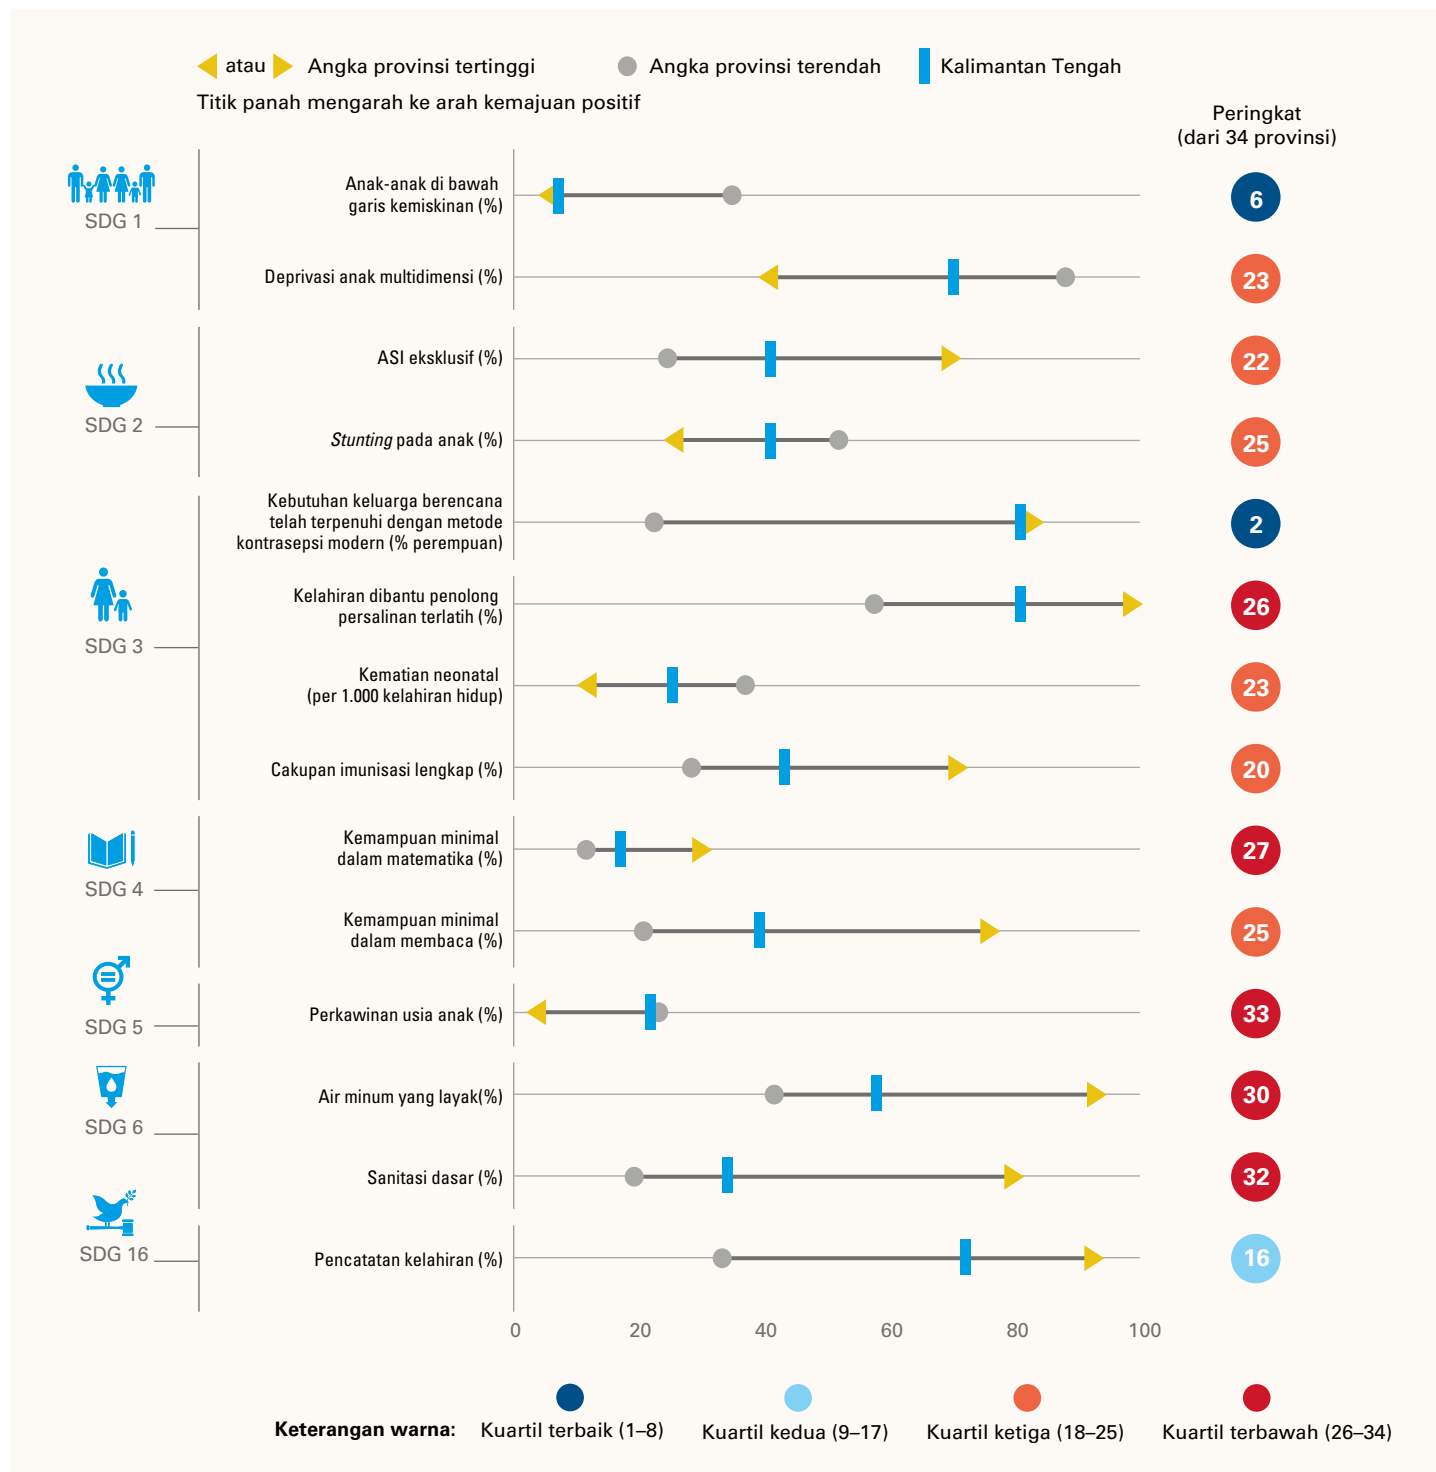 atau Angka provinsi tertinggi Angka provinsi terendah Kalimantan Tengah
Titik panah mengarah ke arah kemajuan positif
Peringkat
(dari 34 provinsi)
SDG 1
Anak-anak di bawah
garis kemiskinan (%)
6
Deprivasi anak multidimensi (%)
23
SDG 2
ASI eksklusif (%)
22
Stunting pada anak (%)
25
SDG 3
Kebutuhan keluarga berencana
telah terpenuhi dengan metode
kontrasepsi modern (% perempuan)
2
Kelahiran dibantu penolong
persalinan terlatih (%)
26
Kematian neonatal
(per 1.000 kelahiran hidup)
23
Cakupan imunisasi lengkap (%)
20
SDG 4
Kemampuan minimal
dalam matematika (%)
27
Kemampuan minimal
dalam membaca (%)
25
SDG 5
Perkawinan usia anak (%)
33
SDG 6
Air minum yang layak(%)
30
Sanitasi dasar (%)
32
SDG 16
Pencatatan kelahiran (%)
16
0 20 40 60 80 100
Keterangan warna: Kuartil terbaik (1–8) Kuartil kedua (9–17) Kuartil ketiga (18–25) Kuartil terbawah (26–34)